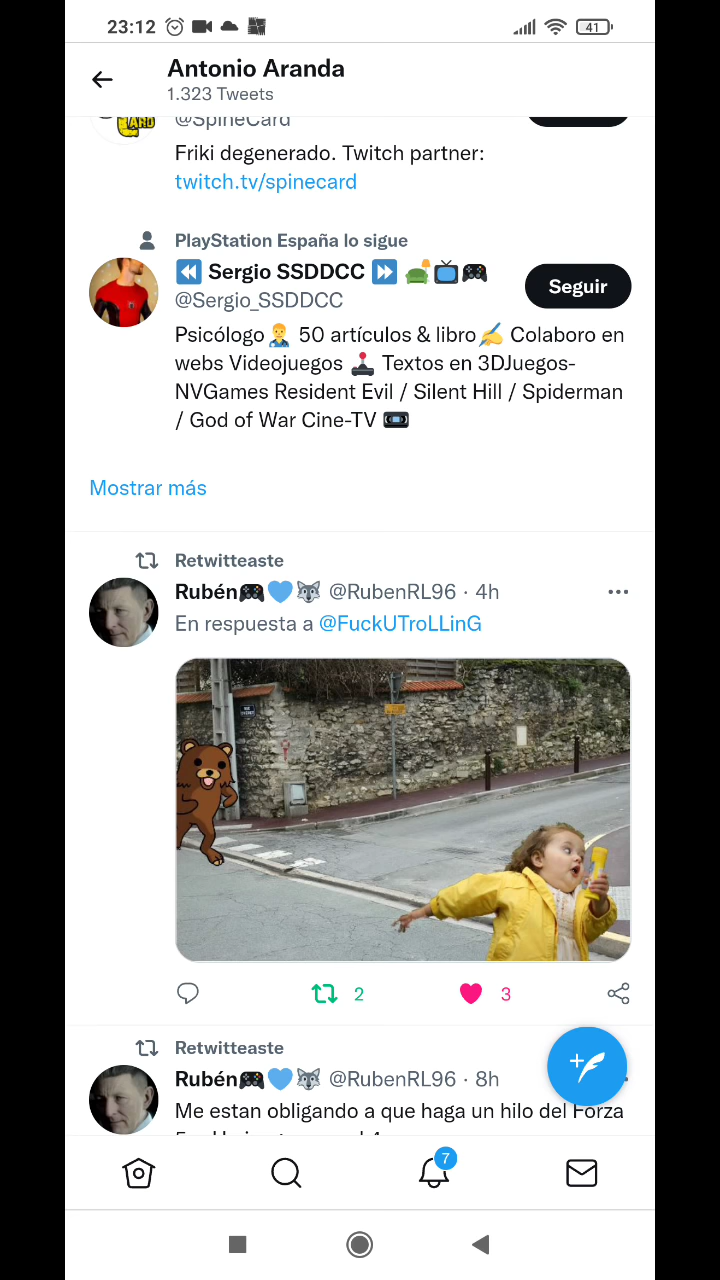 23:12
41
Antonio Aranda
1.323 Tweets
CARD
@SpineCard
Friki degenerado. Twitch partner:
twitch.tv/spinecard
PlayStation España lo sigue
⏪ Sergio SSDDCC ⏩ 🛋️📺🎮
@Sergio_SSDDCC
Seguir
Psicólogo👨‍⚕️ 50 artículos & libro✍️ Colaboro en
webs Videojuegos 🕹️ Textos en 3DJuegos-
NVGames Resident Evil / Silent Hill / Spiderman
/ God of War Cine-TV 📼
Mostrar más
Retwitteaste
Rubén🎮💙🐺 @RubenRL96 · 4h
En respuesta a @FuckUTroLLinG
2
3
Retwitteaste
Rubén🎮💙🐺 @RubenRL96 · 8h
Me estan obligando a que haga un hilo del Forza
7